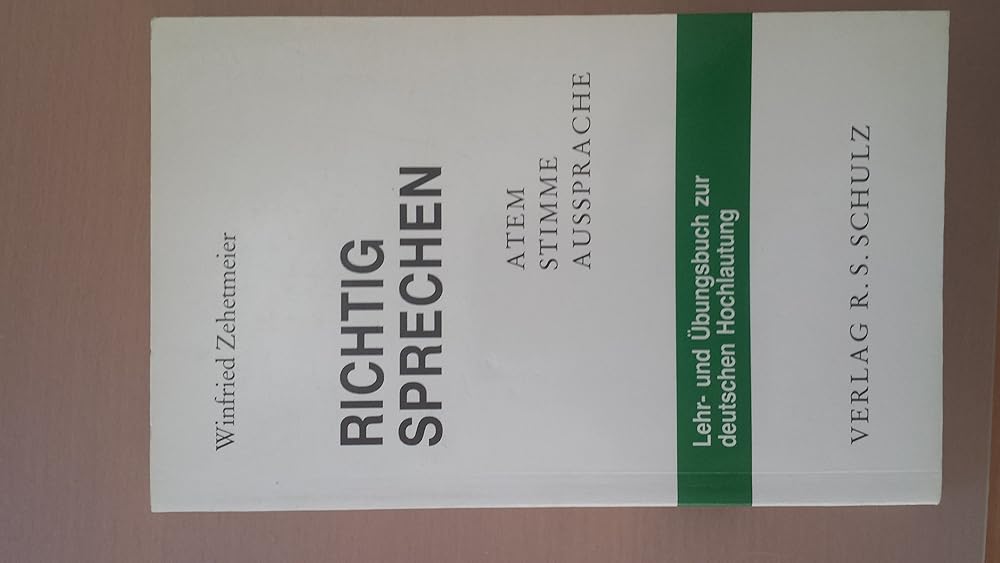 Winfried Zehetmeier
RICHTIG
SPRECHEN
ATEM
STIMME
AUSSPRACHE
Lehr- und Übungsbuch zur
deutschen Hochlautung
VERLAG R. S. SCHULZ